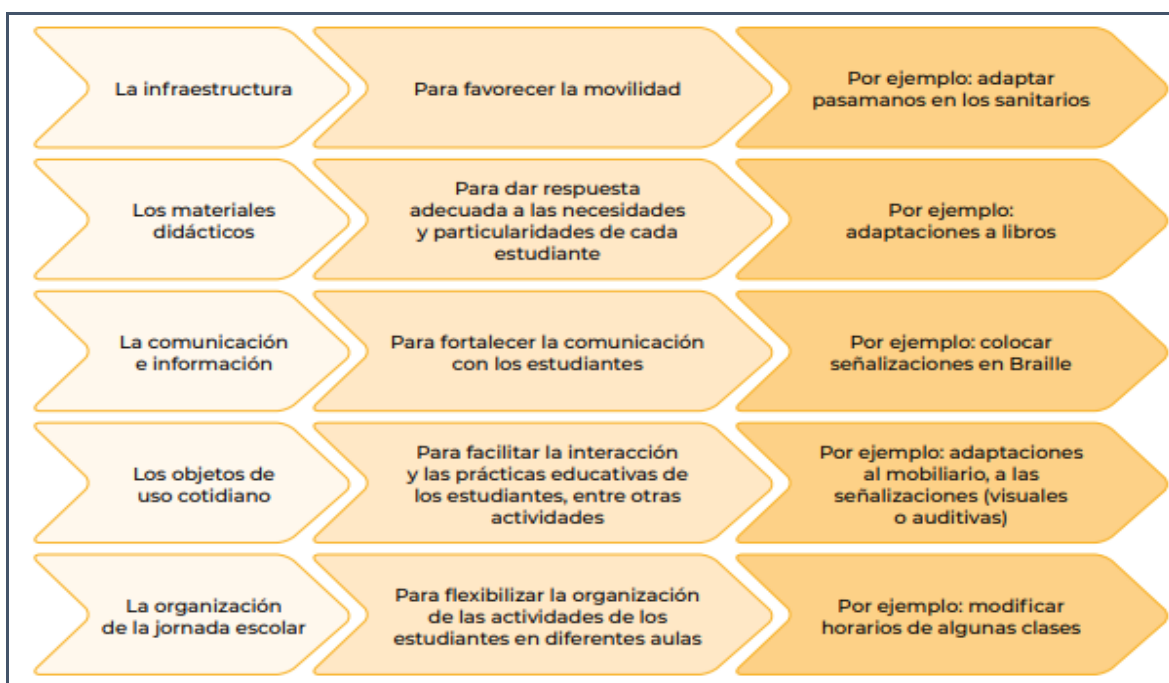 La infraestructura
Para favorecer la movilidad
Por ejemplo: adaptar
pasamanos en los sanitarios
Los materiales
didácticos
Para dar respuesta
adecuada a las necesidades
y particularidades de cada
estudiante
Por ejemplo:
adaptaciones a libros
La comunicación
e información
Para fortalecer la comunicación
con los estudiantes
Por ejemplo: colocar
señalizaciones en Braille
Los objetos de
uso cotidiano
Para facilitar la interacción
y las prácticas educativas de
los estudiantes, entre otras
actividades
Por ejemplo: adaptaciones
al mobiliario, a las
señalizaciones (visuales
o auditivas)
La organización
de la jornada escolar
Para flexibilizar la organización
de las actividades de los
estudiantes en diferentes aulas
Por ejemplo: modificar
horarios de algunas clases